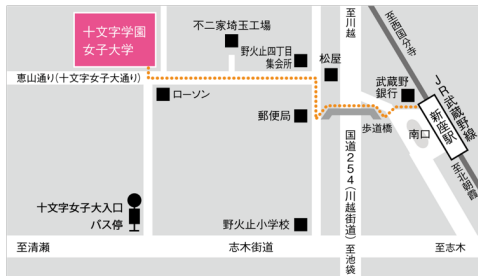 十文字学園
女子大学
不二家埼玉工場
野火止四丁目
集会所
松屋
至川越
至西国分寺
JR武蔵野線
恵山通り(十文字女子大通り)
ローソン
武蔵野
銀行
新座駅
郵便局
歩道橋
南口
至北朝霞
国道254(川越街道)
十文字女子大入口
バス停
野火止小学校
至清瀬
志木街道
至池袋
至志木